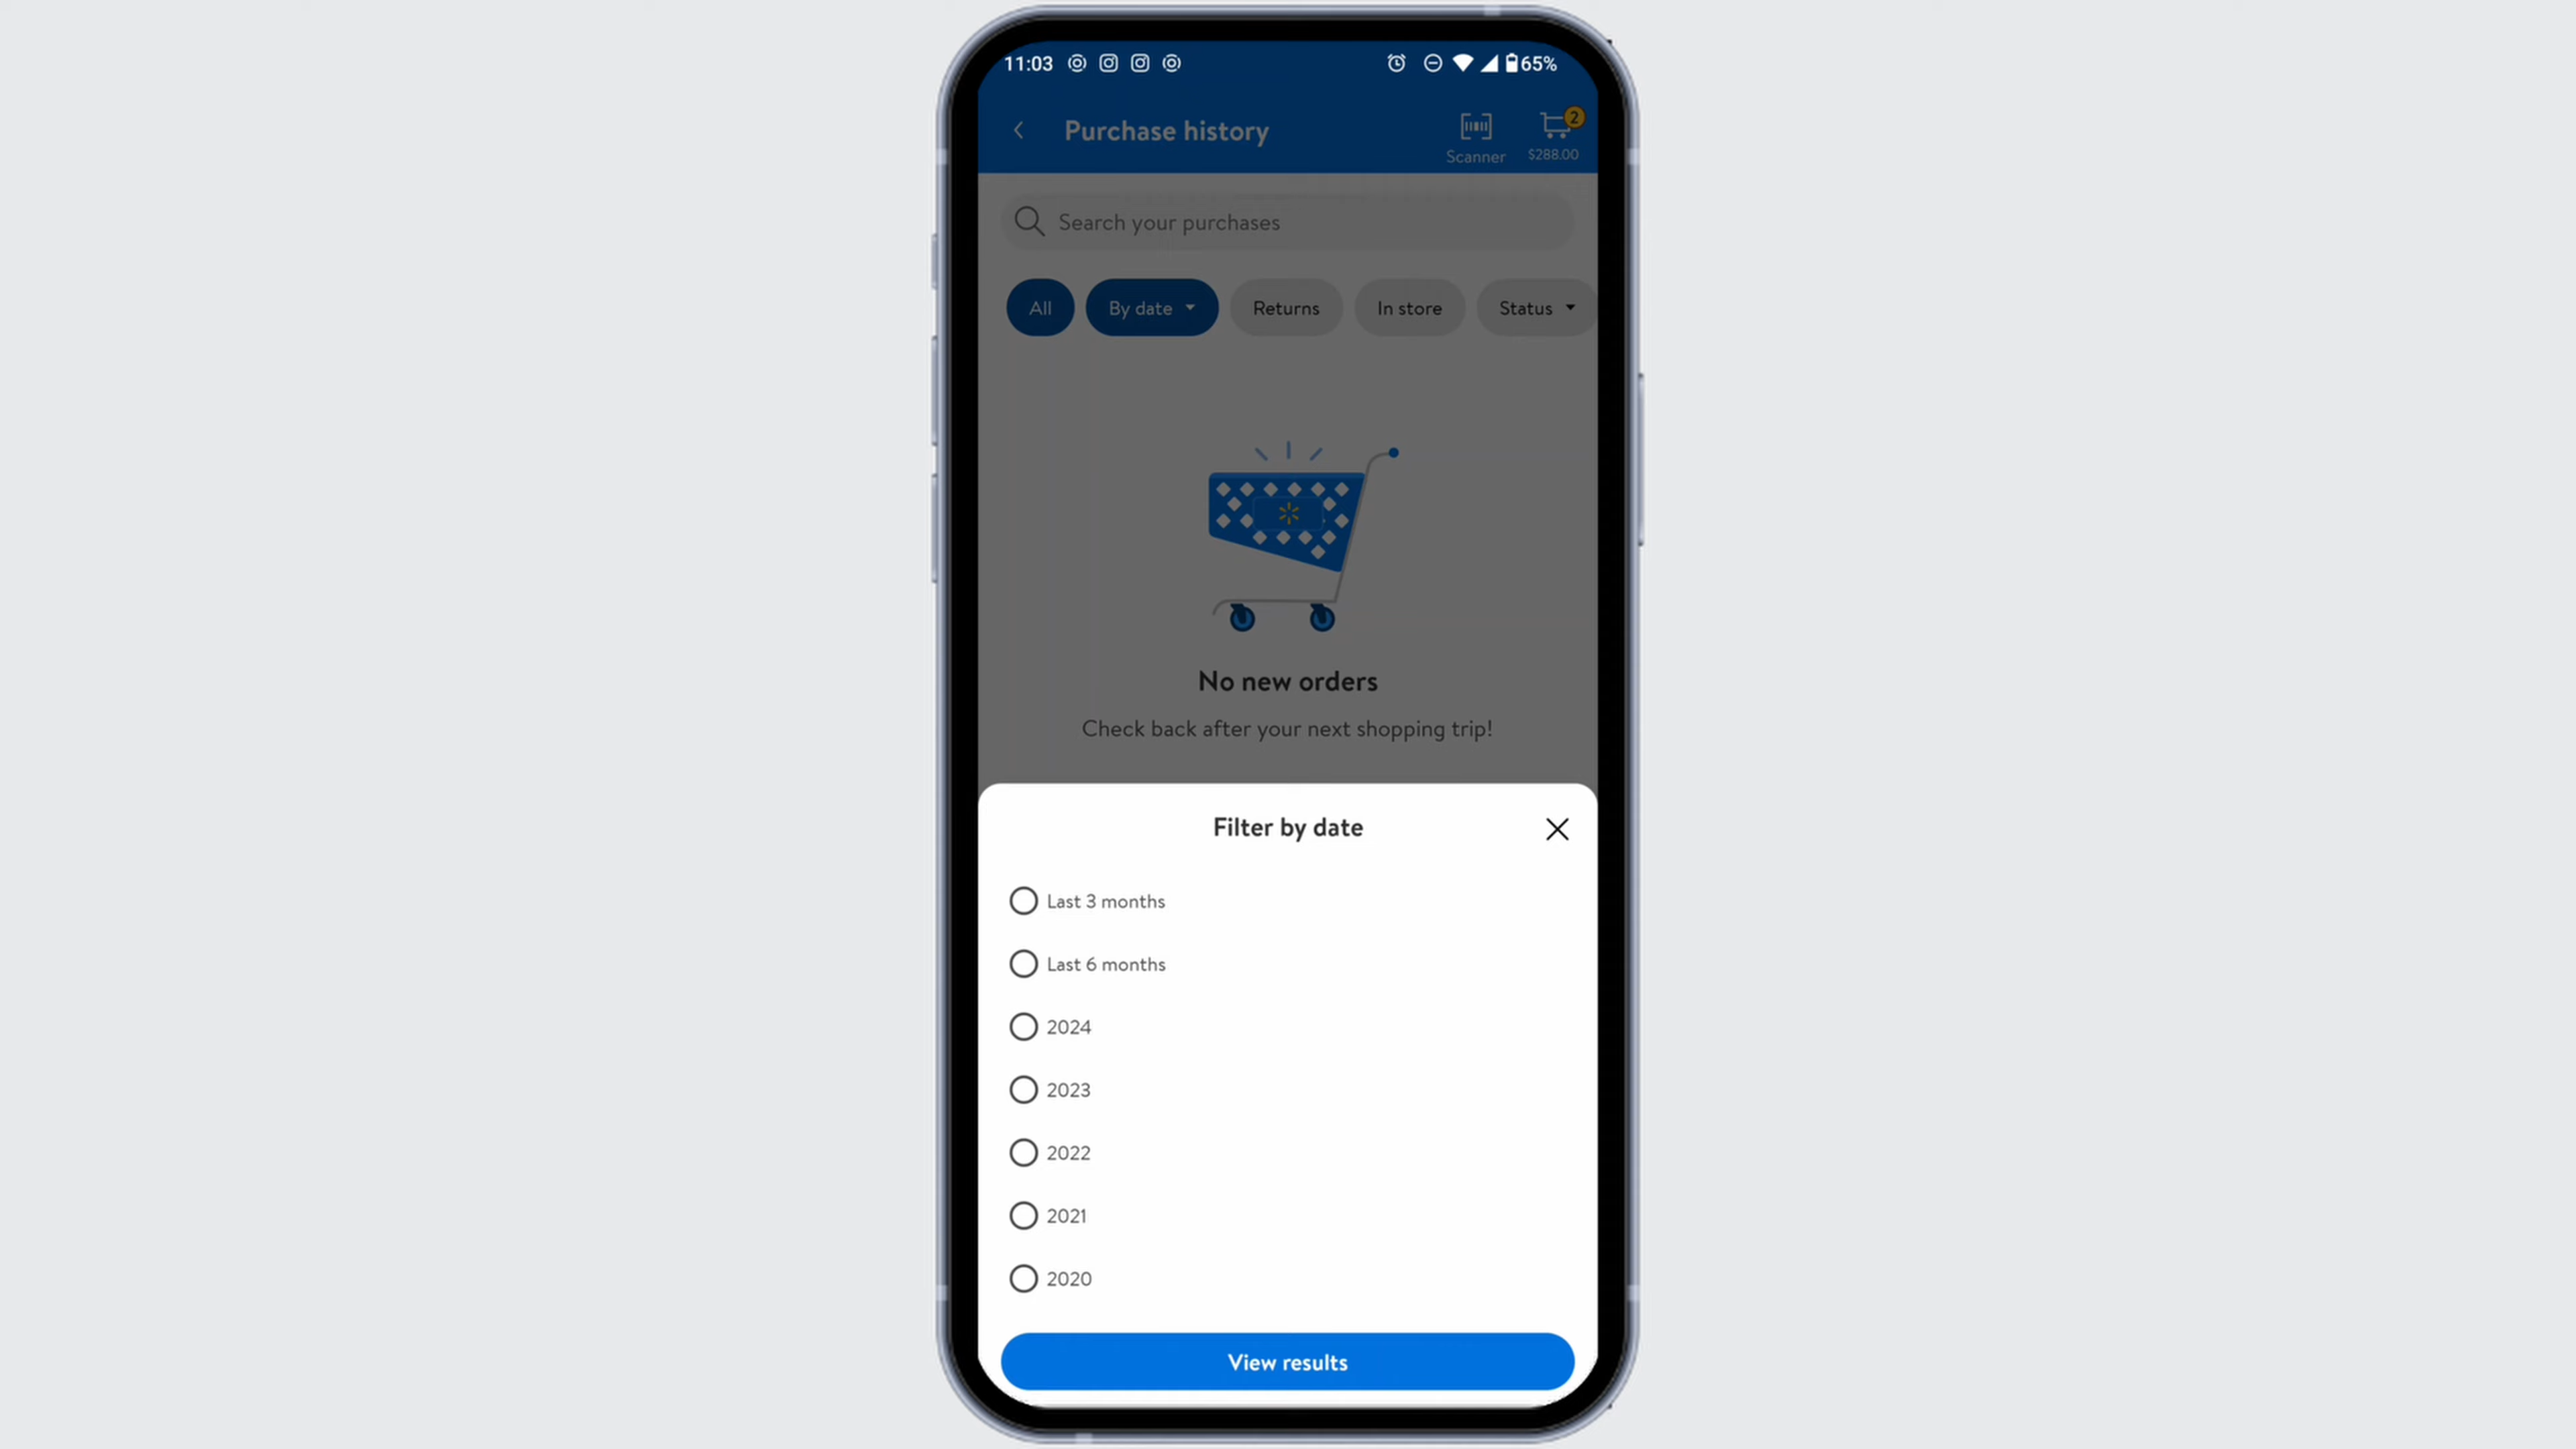 11:03
65%
Purchase history
2
Scanner
$288.00
Search your purchases
All
By date
Returns
In store
Status
No new orders
Check back after your next shopping trip!
Filter by date
Last 3 months
Last 6 months
2024
2023
2022
2021
2020
View results